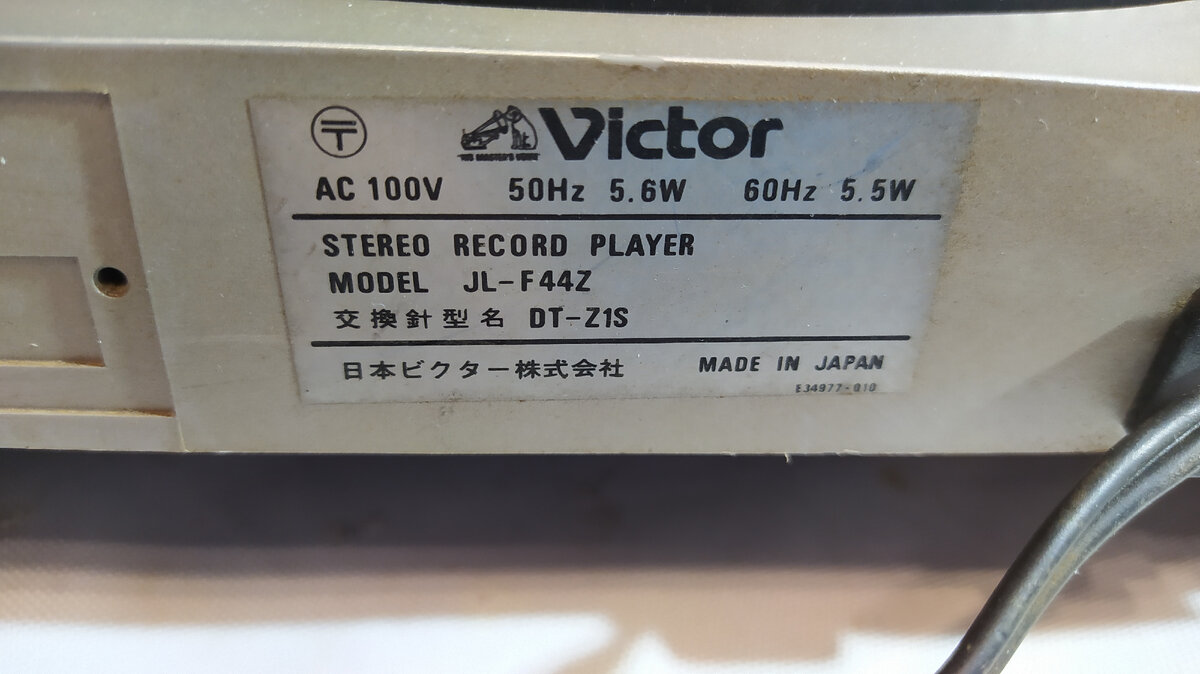 〒 "HIS MASTER'S VOICE" Victor
AC 100V 50Hz 5.6W 60Hz 5.5W
STEREO RECORD PLAYER
MODEL JL-F44Z
交換針型名 DT-Z1S
日本ビクター株式会社 MADE IN JAPAN
E34977-010